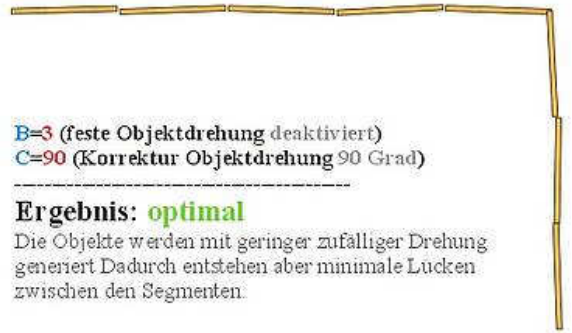 B=3 (feste Objektdrehung deaktiviert)
C=90 (Korrektur Objektdrehung 90 Grad)
------------------------------------------
Ergebnis: optimal
Die Objekte werden mit geringer zufälliger Drehung
generiert Dadurch entstehen aber minimale Lücken
zwischen den Segmenten.